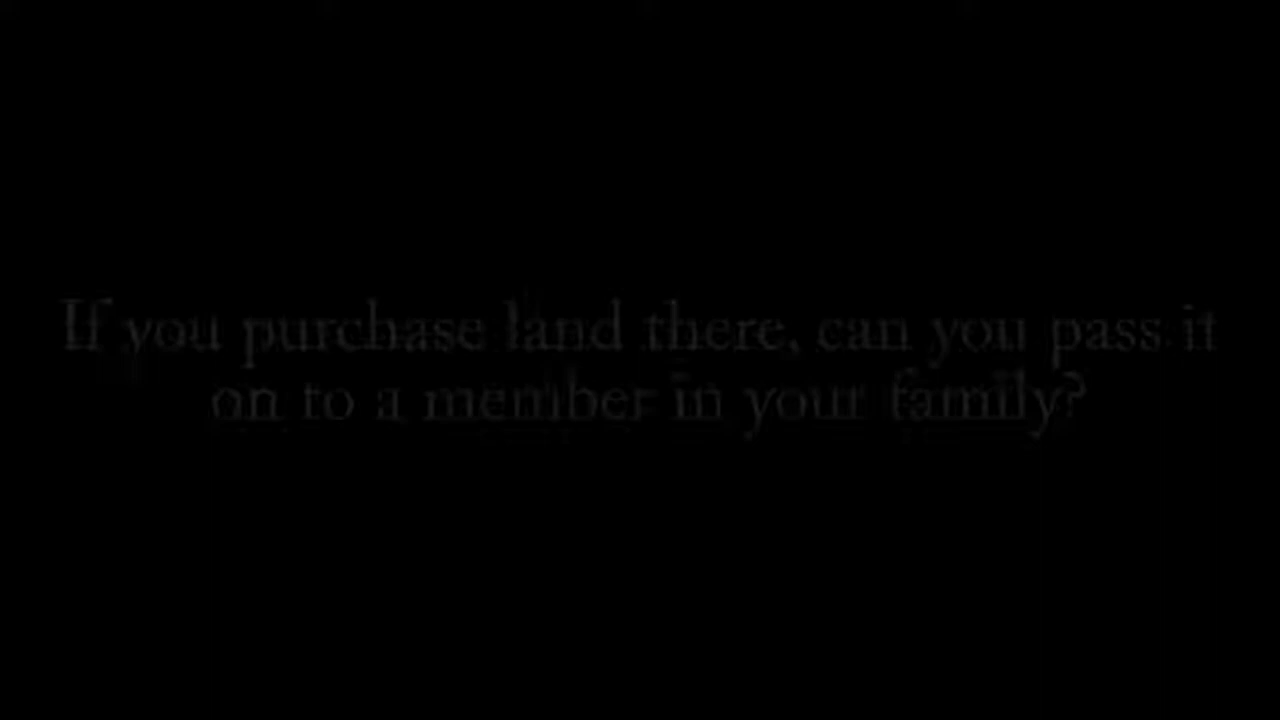 If you purchase land there, can you pass it
on to a member in your family?